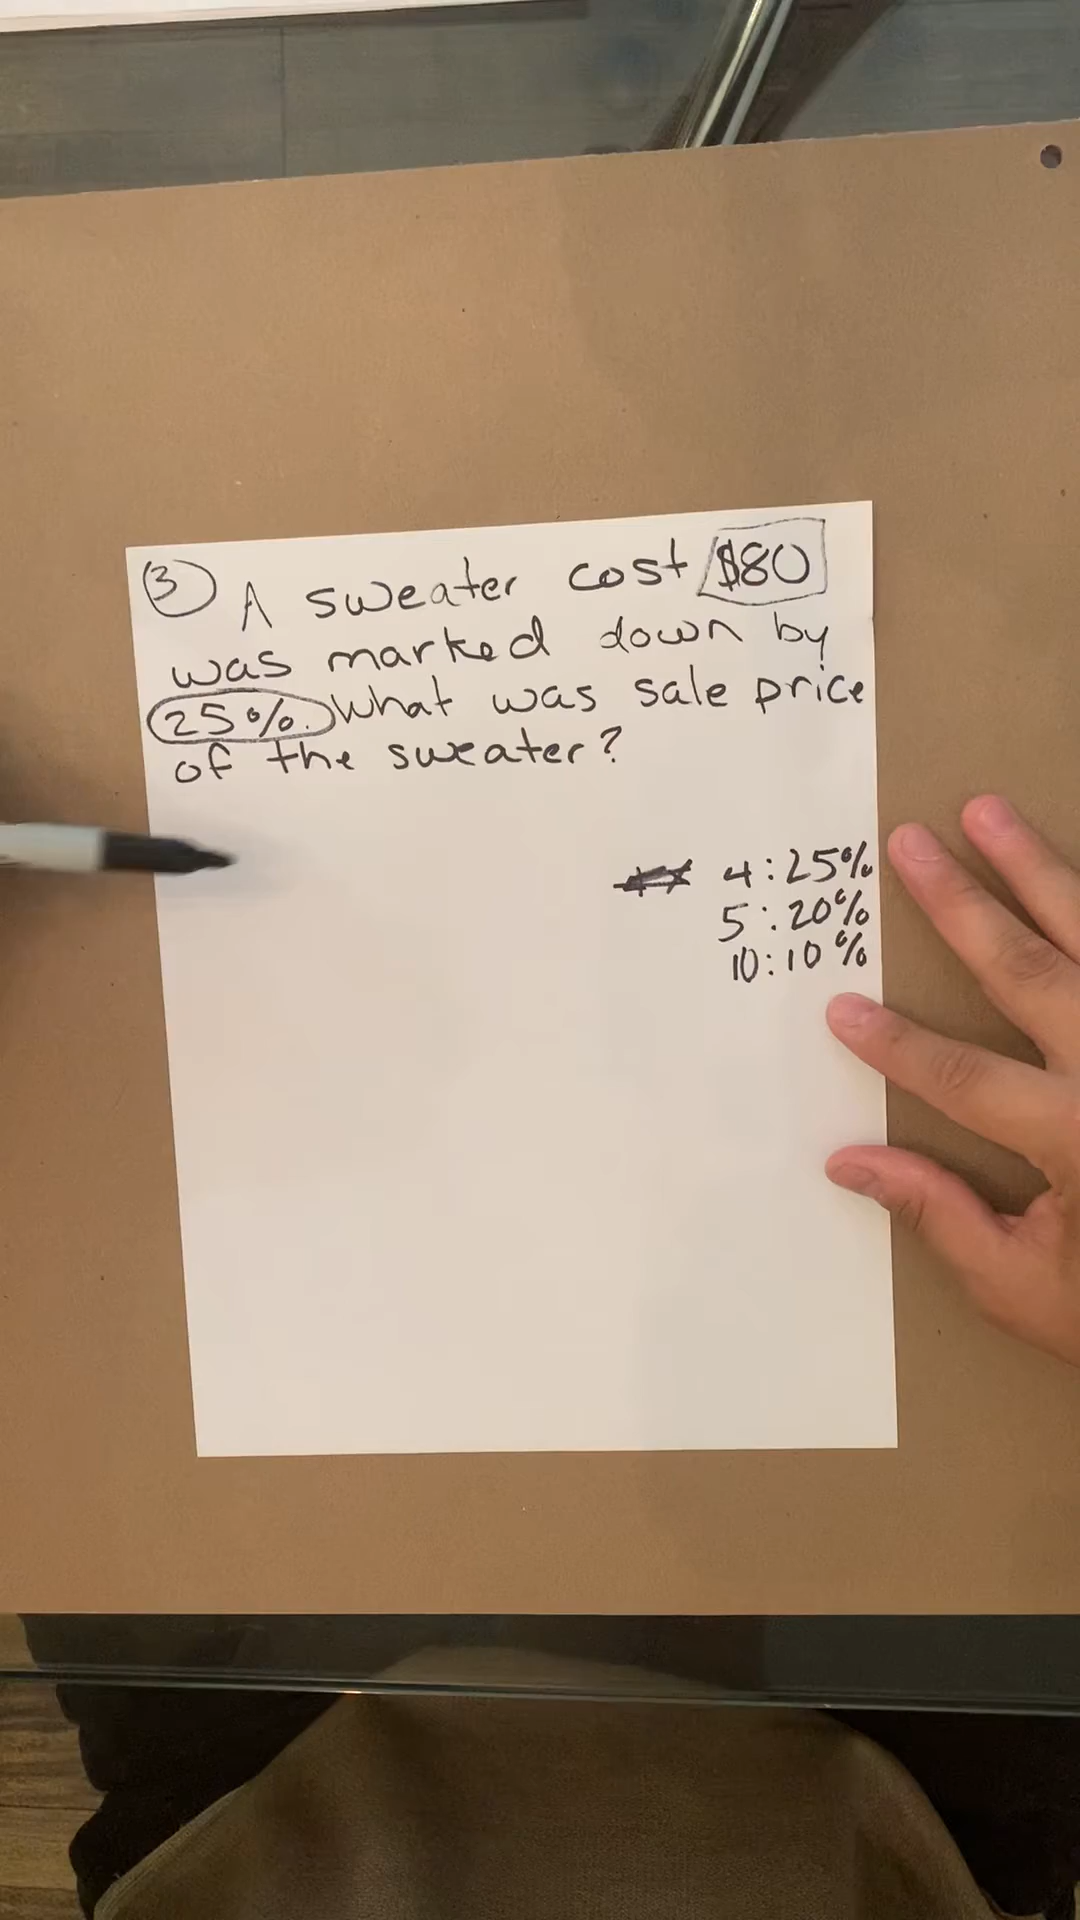 3 A sweater cost $80
was marked down by
25%. What was sale price
of the sweater?
4:25%
5:20%
10:10%